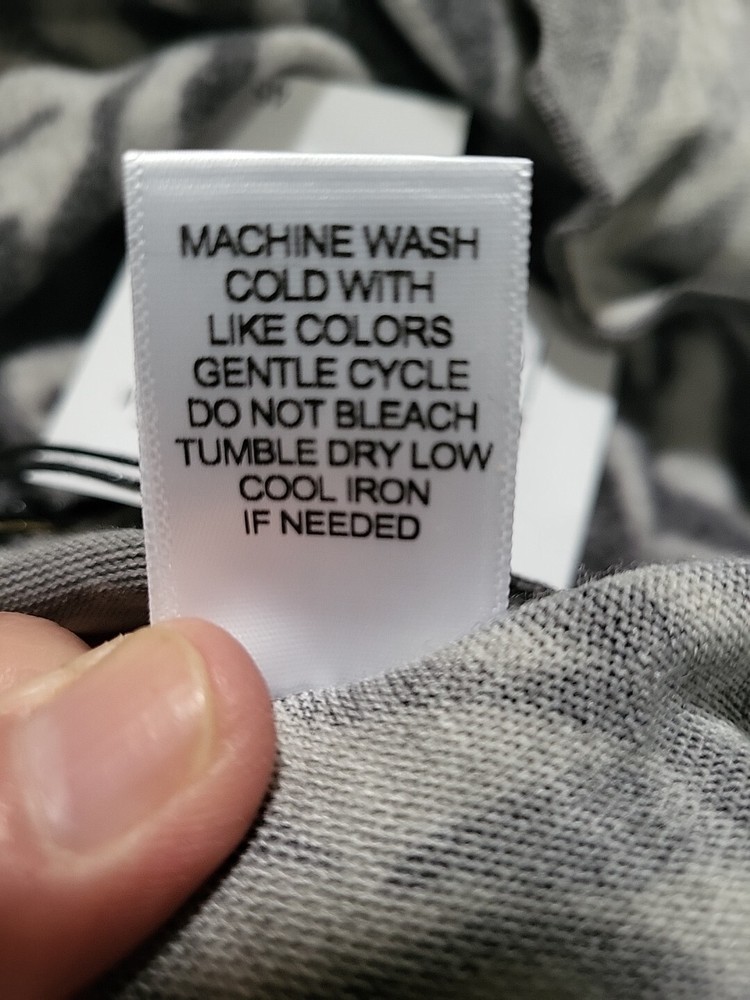 MACHINE WASH
COLD WITH
LIKE COLORS
GENTLE CYCLE
DO NOT BLEACH
TUMBLE DRY LOW
COOL IRON
IF NEEDED